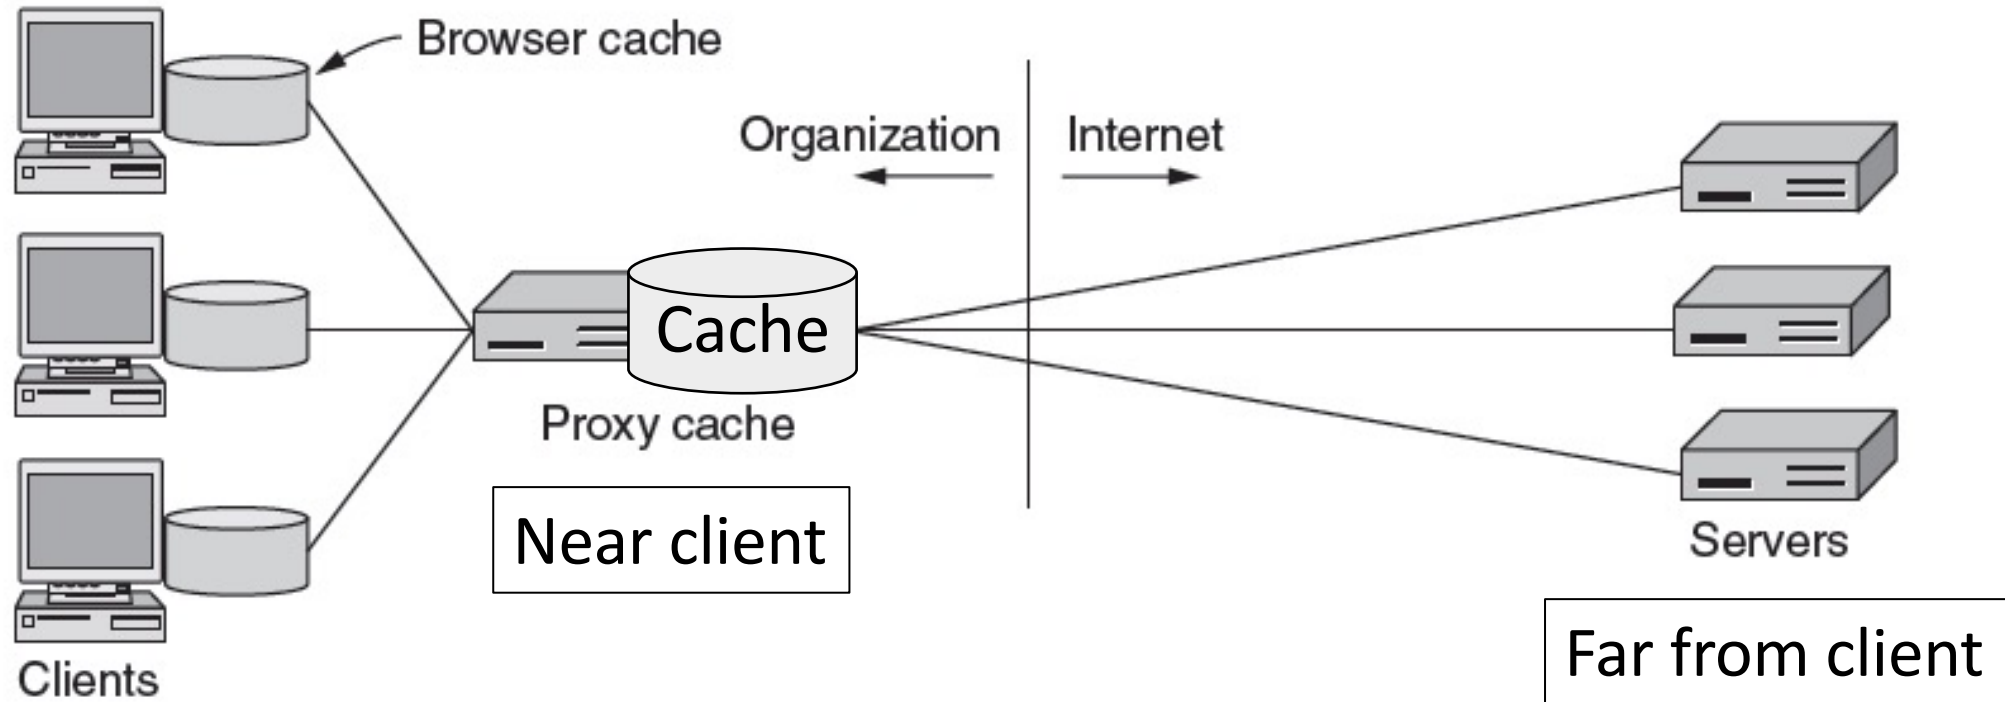 Browser cache
Organization
Internet
Cache
Proxy cache
Near client
Servers
Far from client
Clients